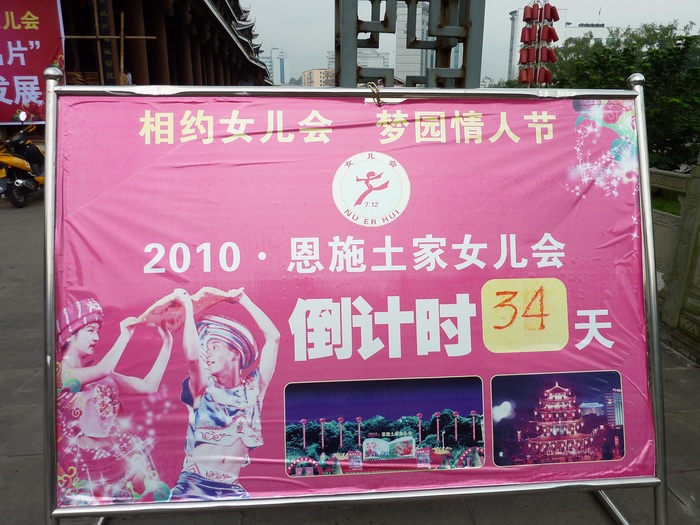 儿会
片”
发展
相约女儿会 梦园情人节
女儿会
7.12
NU ER HUI
2010·恩施土家女儿会
倒计时 34 天